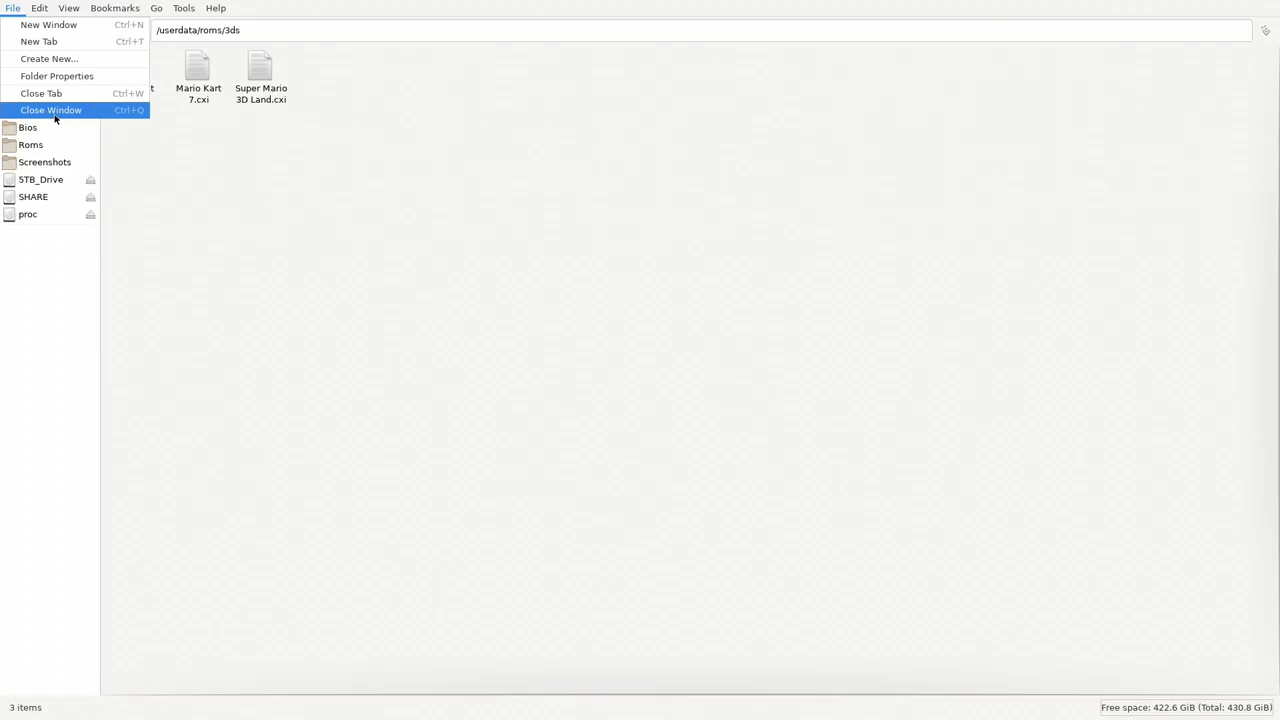 File Edit View Bookmarks Go Tools Help
New Window Ctrl+N
New Tab Ctrl+T
Create New...
Folder Properties
Close Tab Ctrl+W
Close Window Ctrl+Q
Bios
Roms
Screenshots
5TB_Drive
SHARE
proc
/userdata/roms/3ds
t
Mario Kart
7.cxi
Super Mario
3D Land.cxi
3 items
Free space: 422.6 GiB (Total: 430.8 GiB)